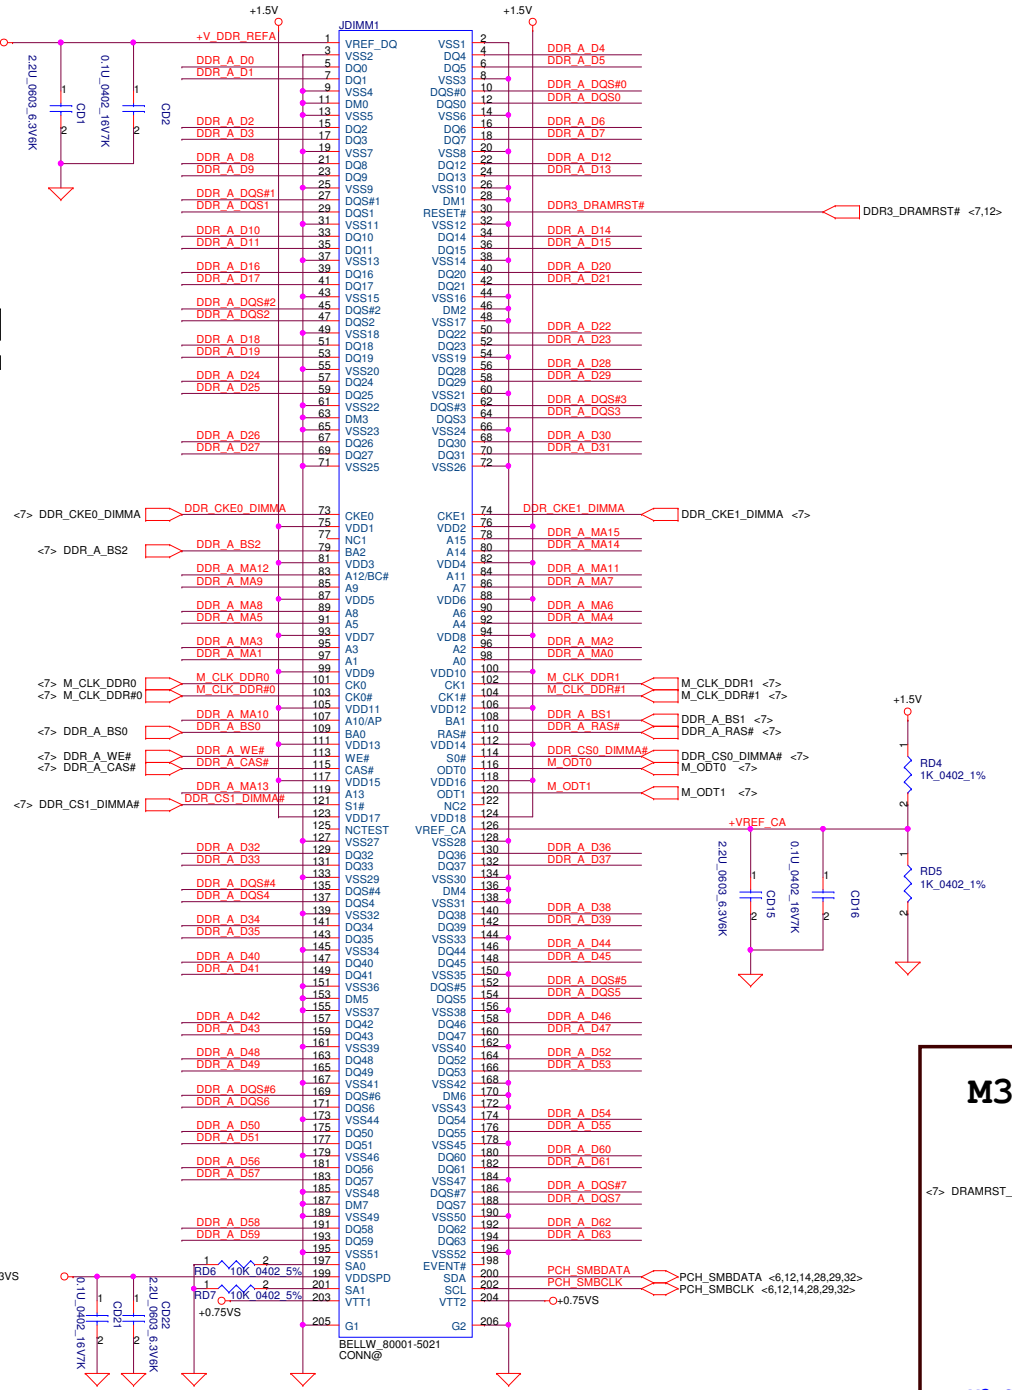 +1.5V
+1.5V
JDIMM1
+V_DDR_REFA 1 VREF_DQ VSS1 2
3 VSS2 DQ4 4 DDR_A_D4
DDR_A_D0 5 DQ0 DQ5 6 DDR_A_D5
DDR_A_D1 7 DQ1 VSS3 8
9 VSS4 DQS#0 10 DDR_A_DQS#0
11 DM0 DQS0 12 DDR_A_DQS0
13 VSS5 VSS6 14
DDR_A_D2 15 DQ2 DQ6 16 DDR_A_D6
DDR_A_D3 17 DQ3 DQ7 18 DDR_A_D7
19 VSS7 VSS8 20
DDR_A_D8 21 DQ8 DQ12 22 DDR_A_D12
DDR_A_D9 23 DQ9 DQ13 24 DDR_A_D13
25 VSS9 VSS10 26
DDR_A_DQS#1 27 DQS#1 DM1 28
DDR_A_DQS1 29 DQS1 RESET# 30 DDR3_DRAMRST# DDR3_DRAMRST# <7,12>
31 VSS11 VSS12 32
DDR_A_D10 33 DQ10 DQ14 34 DDR_A_D14
DDR_A_D11 35 DQ11 DQ15 36 DDR_A_D15
37 VSS13 VSS14 38
DDR_A_D16 39 DQ16 DQ20 40 DDR_A_D20
DDR_A_D17 41 DQ17 DQ21 42 DDR_A_D21
43 VSS15 VSS16 44
DDR_A_DQS#2 45 DQS#2 DM2 46
DDR_A_DQS2 47 DQS2 VSS17 48
49 VSS18 DQ22 50 DDR_A_D22
DDR_A_D18 51 DQ18 DQ23 52 DDR_A_D23
DDR_A_D19 53 DQ19 VSS19 54
55 VSS20 DQ28 56 DDR_A_D28
DDR_A_D24 57 DQ24 DQ29 58 DDR_A_D29
DDR_A_D25 59 DQ25 VSS21 60
61 VSS22 DQS#3 62 DDR_A_DQS#3
63 DM3 DQS3 64 DDR_A_DQS3
65 VSS23 VSS24 66
DDR_A_D26 67 DQ26 DQ30 68 DDR_A_D30
DDR_A_D27 69 DQ27 DQ31 70 DDR_A_D31
71 VSS25 VSS26 72
2.2U_0603_6.3V6K 1 CD1 2
0.1U_0402_16V7K 1 CD2 2
<7> DDR_CKE0_DIMMA DDR_CKE0_DIMMA 73 CKE0 CKE1 74 DDR_CKE1_DIMMA DDR_CKE1_DIMMA <7>
75 VDD1 VDD2 76
77 NC1 A15 78 DDR_A_MA15
<7> DDR_A_BS2 DDR_A_BS2 79 BA2 A14 80 DDR_A_MA14
81 VDD3 VDD4 82
DDR_A_MA12 83 A12/BC# A11 84 DDR_A_MA11
DDR_A_MA9 85 A9 A7 86 DDR_A_MA7
87 VDD5 VDD6 88
DDR_A_MA8 89 A8 A6 90 DDR_A_MA6
DDR_A_MA5 91 A5 A4 92 DDR_A_MA4
93 VDD7 VDD8 94
DDR_A_MA3 95 A3 A2 96 DDR_A_MA2
DDR_A_MA1 97 A1 A0 98 DDR_A_MA0
99 VDD9 VDD10 100
<7> M_CLK_DDR0 M_CLK_DDR0 101 CK0 CK1 102 M_CLK_DDR1 M_CLK_DDR1 <7>
<7> M_CLK_DDR#0 M_CLK_DDR#0 103 CK0# CK1# 104 M_CLK_DDR#1 M_CLK_DDR#1 <7>
105 VDD11 VDD12 106
DDR_A_MA10 107 A10/AP BA1 108 DDR_A_BS1 DDR_A_BS1 <7>
<7> DDR_A_BS0 DDR_A_BS0 109 BA0 RAS# 110 DDR_A_RAS# DDR_A_RAS# <7>
111 VDD13 VDD14 112
<7> DDR_A_WE# DDR_A_WE# 113 WE# S0# 114 DDR_CS0_DIMMA# DDR_CS0_DIMMA# <7>
<7> DDR_A_CAS# DDR_A_CAS# 115 CAS# ODT0 116 M_ODT0 M_ODT0 <7>
117 VDD15 VDD16 118
DDR_A_MA13 119 A13 ODT1 120 M_ODT1 M_ODT1 <7>
<7> DDR_CS1_DIMMA# DDR_CS1_DIMMA# 121 S1# NC2 122
123 VDD17 VDD18 124
125 NCTEST VREF_CA 126 +VREF_CA
127 VSS27 VSS28 128
DDR_A_D32 129 DQ32 DQ36 130 DDR_A_D36
DDR_A_D33 131 DQ33 DQ37 132 DDR_A_D37
133 VSS29 VSS30 134
DDR_A_DQS#4 135 DQS#4 DM4 136
DDR_A_DQS4 137 DQS4 VSS31 138
139 VSS32 DQ38 140 DDR_A_D38
DDR_A_D34 141 DQ34 DQ39 142 DDR_A_D39
DDR_A_D35 143 DQ35 VSS33 144
145 VSS34 DQ44 146 DDR_A_D44
DDR_A_D40 147 DQ40 DQ45 148 DDR_A_D45
DDR_A_D41 149 DQ41 VSS35 150
151 VSS36 DQS#5 152 DDR_A_DQS#5
153 DM5 DQS5 154 DDR_A_DQS5
155 VSS37 VSS38 156
DDR_A_D42 157 DQ42 DQ46 158 DDR_A_D46
DDR_A_D43 159 DQ43 DQ47 160 DDR_A_D47
161 VSS39 VSS40 162
DDR_A_D48 163 DQ48 DQ52 164 DDR_A_D52
DDR_A_D49 165 DQ49 DQ53 166 DDR_A_D53
167 VSS41 VSS42 168
DDR_A_DQS#6 169 DQS#6 DM6 170
DDR_A_DQS6 171 DQS6 VSS43 172
173 VSS44 DQ54 174 DDR_A_D54
DDR_A_D50 175 DQ50 DQ55 176 DDR_A_D55
DDR_A_D51 177 DQ51 VSS45 178
179 VSS46 DQ60 180 DDR_A_D60
DDR_A_D56 181 DQ56 DQ61 182 DDR_A_D61
DDR_A_D57 183 DQ57 VSS47 184
185 VSS48 DQS#7 186 DDR_A_DQS#7
187 DM7 DQS7 188 DDR_A_DQS7
189 VSS49 VSS50 190
DDR_A_D58 191 DQ58 DQ62 192 DDR_A_D62
DDR_A_D59 193 DQ59 DQ63 194 DDR_A_D63
195 VSS51 VSS52 196
1 2 197 SA0 EVENT# 198
RD6 10K_0402_5%
3VS 199 VDDSPD SDA 200 PCH_SMBDATA PCH_SMBDATA <6,12,14,28,29,32>
1 2 201 SA1 SCL 202 PCH_SMBCLK PCH_SMBCLK <6,12,14,28,29,32>
RD7 10K_0402_5%
+0.75VS 203 VTT1 VTT2 204 +0.75VS
205 G1 G2 206
BELLW_80001-5021
CONN@
0.1U_0402_16V7K 1 CD21 2
2.2U_0603_6.3V6K 1 CD22 2
+1.5V
1 RD4
1K_0402_1%
2
1 RD5
1K_0402_1%
2
2.2U_0603_6.3V6K 1 CD15 2
0.1U_0402_16V7K 1 CD16 2
M3
<7> DRAMRST_